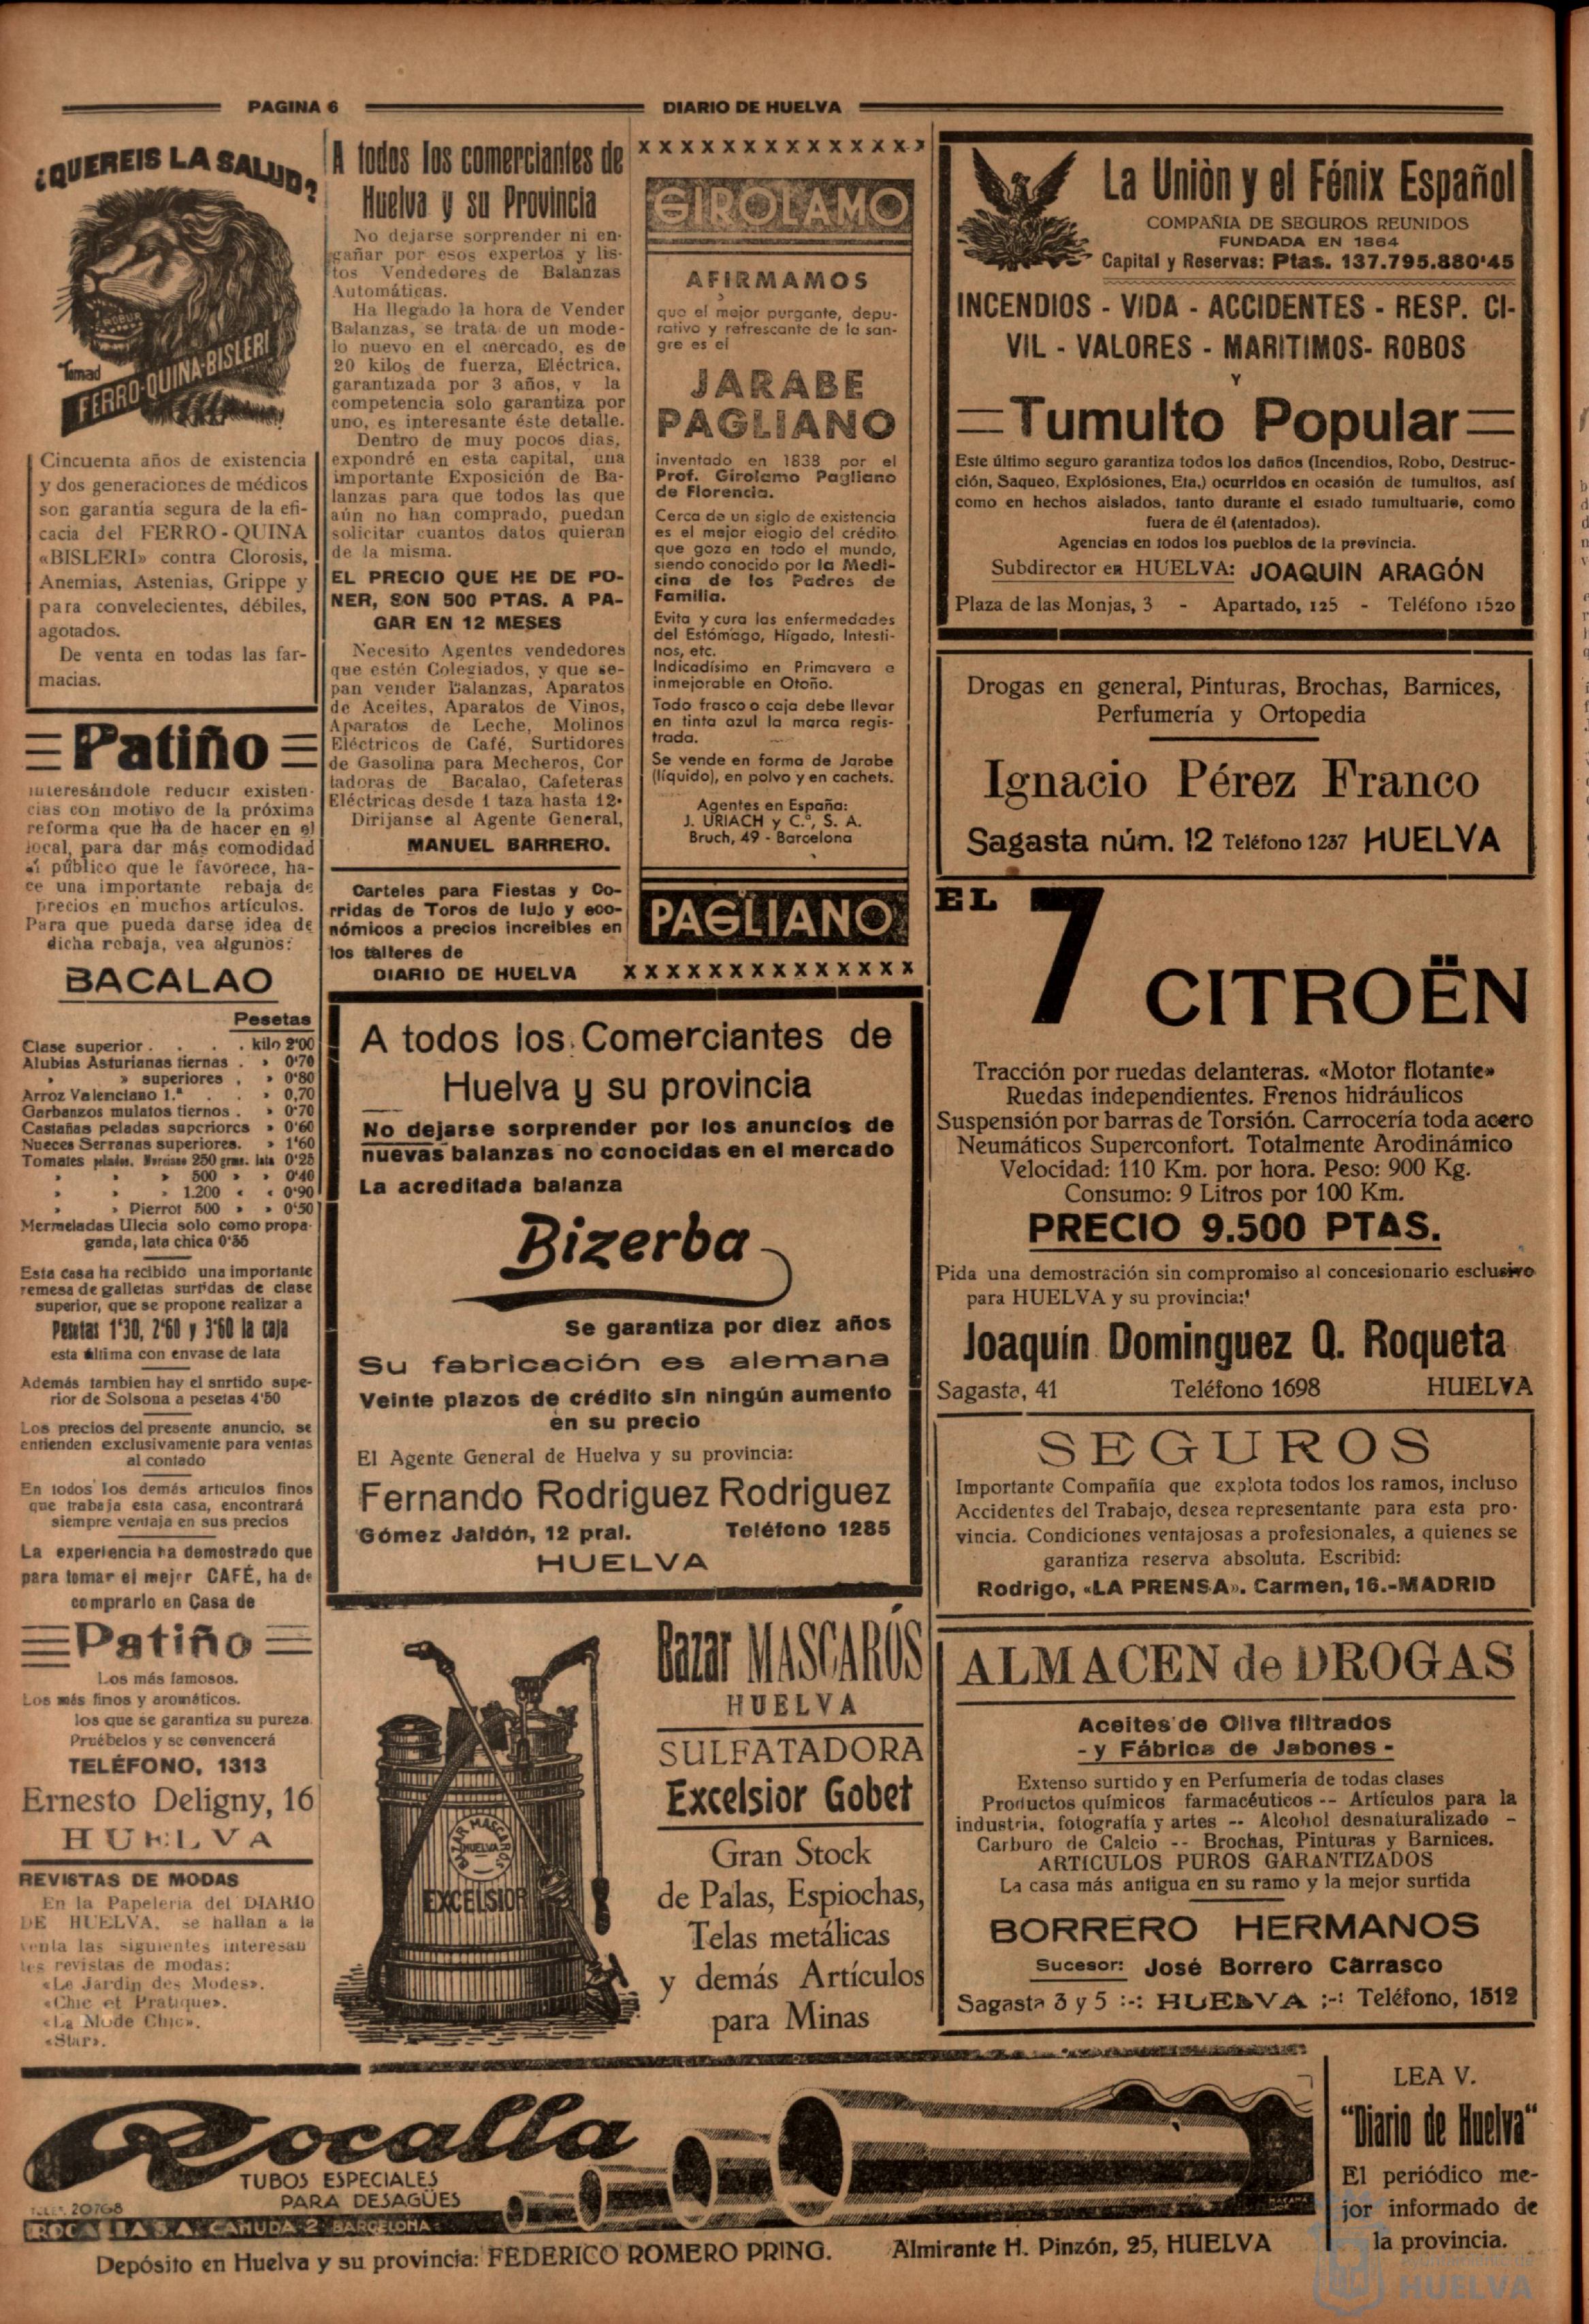 PAGINA 6
DIARIO DE HUELVA
¿QUEREIS LA SALUD?
Tomad
FERRO-QUINA-BISLERI
Cincuenta años de existencia
y dos generaciones de médicos
son garantía segura de la efi-
cacia del FERRO-QUINA
«BISLERI» contra Clorosis,
Anemias, Astenias, Grippe y
para convelecientes, débiles,
agotados.
De venta en todas las far-
macias.
Patiño
Interesándole reducir existen-
cias con motivo de la próxima
reforma que ha de hacer en el
local, para dar más comodidad
al público que le favorece, ha-
ce una importante rebaja de
precios en muchos artículos.
Para que pueda darse idea de
dicha rebaja, vea algunos:
BACALAO
Pesetas
Clase superior . . . . kilo 2'00
Alubias Asturianas tiernas . » 0'70
» » superiores . » 0'80
Arroz Valenciano 1.ª . . » 0,70
Garbanzos mulatos tiernos . » 0'70
Castañas peladas superiores » 0'60
Nueces Serranas superiores. » 1'60
Tomates pelados. Murciano 250 grms. lata 0'25
» » » 500 » » 0'40
» » » 1.200 « « 0'90
» » Pierrot 500 » » 0'50
Mermeladas Ulecia solo como propa-
ganda, lata chica 0'35
Esta casa ha recibido una importante
remesa de galletas surtidas de clase
superior, que se propone realizar a
Pesetas 1'30, 2'60 y 3'60 la caja
esta última con envase de lata
Además tambien hay el surtido supe-
rior de Solsona a pesetas 4'50
Los precios del presente anuncio, se
entienden exclusivamente para ventas
al contado
En todos los demás articulos finos
que trabaja esta casa, encontrará
siempre ventaja en sus precios
La experiencia ha demostrado que
para tomar el mejor CAFÉ, ha de
comprarlo en Casa de
Patiño
Los más famosos.
Los más finos y aromáticos.
los que se garantiza su pureza.
Pruébelos y se convencerá
TELÉFONO, 1313
Ernesto Deligny, 16
HUELVA
REVISTAS DE MODAS
En la Papeleria del DIARIO
DE HUELVA, se hallan a la
venta las siguientes interesan
tes revistas de modas:
«Le Jardin des Modes».
«Chic et Pratique».
«La Mode Chic».
«Star».
A todos los comerciantes de
Huelva y su Provincia
No dejarse sorprender ni en-
gañar por esos expertos y lis-
tos Vendedores de Balanzas
Automáticas.
Ha llegado la hora de Vender
Balanzas, se trata de un mode-
lo nuevo en el mercado, es de
20 kilos de fuerza, Eléctrica,
garantizada por 3 años, y la
competencia solo garantiza por
uno, es interesante éste detalle.
Dentro de muy pocos dias,
expondré en esta capital, una
importante Exposición de Ba-
lanzas para que todos las que
aún no han comprado, puedan
solicitar cuantos datos quieran
de la misma.
EL PRECIO QUE HE DE PO-
NER, SON 500 PTAS. A PA-
GAR EN 12 MESES
Necesito Agentes vendedores
que estén Colegiados, y que se-
pan vender Balanzas, Aparatos
de Aceites, Aparatos de Vinos,
Aparatos de Leche, Molinos
Eléctricos de Café, Surtidores
de Gasolina para Mecheros, Cor
tadoras de Bacalao, Cafeteras
Eléctricas desde 1 taza hasta 12.
Dirijanse al Agente General,
MANUEL BARRERO.
Carteles para Fiestas y Co-
rridas de Toros de lujo y eco-
nómicos a precios increibles en
los talleres de
DIARIO DE HUELVA
x x x x x x x x x x x x x x
GIROLAMO
AFIRMAMOS
que el mejor purgante, depu-
rativo y refrescante de la san-
gre es el
JARABE
PAGLIANO
inventado en 1838 por el
Prof. Girolamo Pagliano
de Florencia.
Cerca de un siglo de existencia
es el mejor elogio del crédito
que goza en todo el mundo,
siendo conocido por la Medi-
cina de los Padres de
Familia.
Evita y cura las enfermedades
del Estómago, Hígado, Intesti-
nos, etc.
Indicadísimo en Primavera e
inmejorable en Otoño.
Todo frasco o caja debe llevar
en tinta azul la marca regis-
trada.
Se vende en forma de Jarabe
(líquido), en polvo y en cachets.
Agentes en España:
J. URIACH y C.ª, S. A.
Bruch, 49 - Barcelona
PAGLIANO
x x x x x x x x x x x x x x
A todos los Comerciantes de
Huelva y su provincia
No dejarse sorprender por los anuncios de
nuevas balanzas no conocidas en el mercado
La acreditada balanza
Bizerba
Se garantiza por diez años
Su fabricación es alemana
Veinte plazos de crédito sin ningún aumento
en su precio
El Agente General de Huelva y su provincia:
Fernando Rodriguez Rodriguez
Gómez Jaldón, 12 pral. Teléfono 1285
HUELVA
BAZAR MASCAROS
HUELVA
EXCELSIOR
Bazar MASCARÓS
HUELVA
SULFATADORA
Excelsior Gobet
Gran Stock
de Palas, Espiochas,
Telas metálicas
y demás Artículos
para Minas
La Uniòn y el Fénix Español
COMPAÑIA DE SEGUROS REUNIDOS
FUNDADA EN 1864
Capital y Reservas: Ptas. 137.795.880'45
INCENDIOS - VIDA - ACCIDENTES - RESP. CI-
VIL - VALORES - MARITIMOS- ROBOS
Y
Tumulto Popular
Este último seguro garantiza todos los daños (Incendios, Robo, Destruc-
ción, Saqueo, Explósiones, Eta,) ocurridos en ocasión de tumultos, así
como en hechos aislados, tanto durante el estado tumultuario, como
fuera de él (atentados).
Agencias en todos los pueblos de la provincia.
Subdirector en HUELVA: JOAQUIN ARAGÓN
Plaza de las Monjas, 3 - Apartado, 125 - Teléfono 1520
Drogas en general, Pinturas, Brochas, Barnices,
Perfumería y Ortopedia
Ignacio Pérez Franco
Sagasta núm. 12 Teléfono 1237 HUELVA
EL 7 CITROËN
Tracción por ruedas delanteras. «Motor flotante»
Ruedas independientes. Frenos hidráulicos
Suspensión por barras de Torsión. Carrocería toda acero
Neumáticos Superconfort. Totalmente Arodinámico
Velocidad: 110 Km. por hora. Peso: 900 Kg.
Consumo: 9 Litros por 100 Km.
PRECIO 9.500 PTAS.
Pida una demostración sin compromiso al concesionario esclusivo
para HUELVA y su provincia:
Joaquín Dominguez Q. Roqueta
Sagasta, 41 Teléfono 1698 HUELVA
SEGUROS
Importante Compañía que explota todos los ramos, incluso
Accidentes del Trabajo, desea representante para esta pro-
vincia. Condiciones ventajosas a profesionales, a quienes se
garantiza reserva absoluta. Escribid:
Rodrigo, «LA PRENSA». Carmen, 16.-MADRID
ALMACEN de DROGAS
Aceites de Oliva filtrados
- y Fábrica de Jabones -
Extenso surtido y en Perfumería de todas clases
Productos químicos farmacéuticos -- Artículos para la
industria, fotografía y artes -- Alcohol desnaturalizado -
Carburo de Calcio -- Brochas, Pinturas y Barnices.
ARTICULOS PUROS GARANTIZADOS
La casa más antigua en su ramo y la mejor surtida
BORRERO HERMANOS
Sucesor: José Borrero Carrasco
Sagasta 3 y 5 :-: HUELVA :-: Teléfono, 1512
Rocalla
TUBOS ESPECIALES
PARA DESAGÜES
20768
ROCALLA S.A. CAMUDA 2 BARCELONA
Depósito en Huelva y su provincia: FEDERICO ROMERO PRING. Almirante H. Pinzón, 25, HUELVA
LEA V.
"Diario de Huelva"
El periódico me-
jor informado de
la provincia.
HUELVA